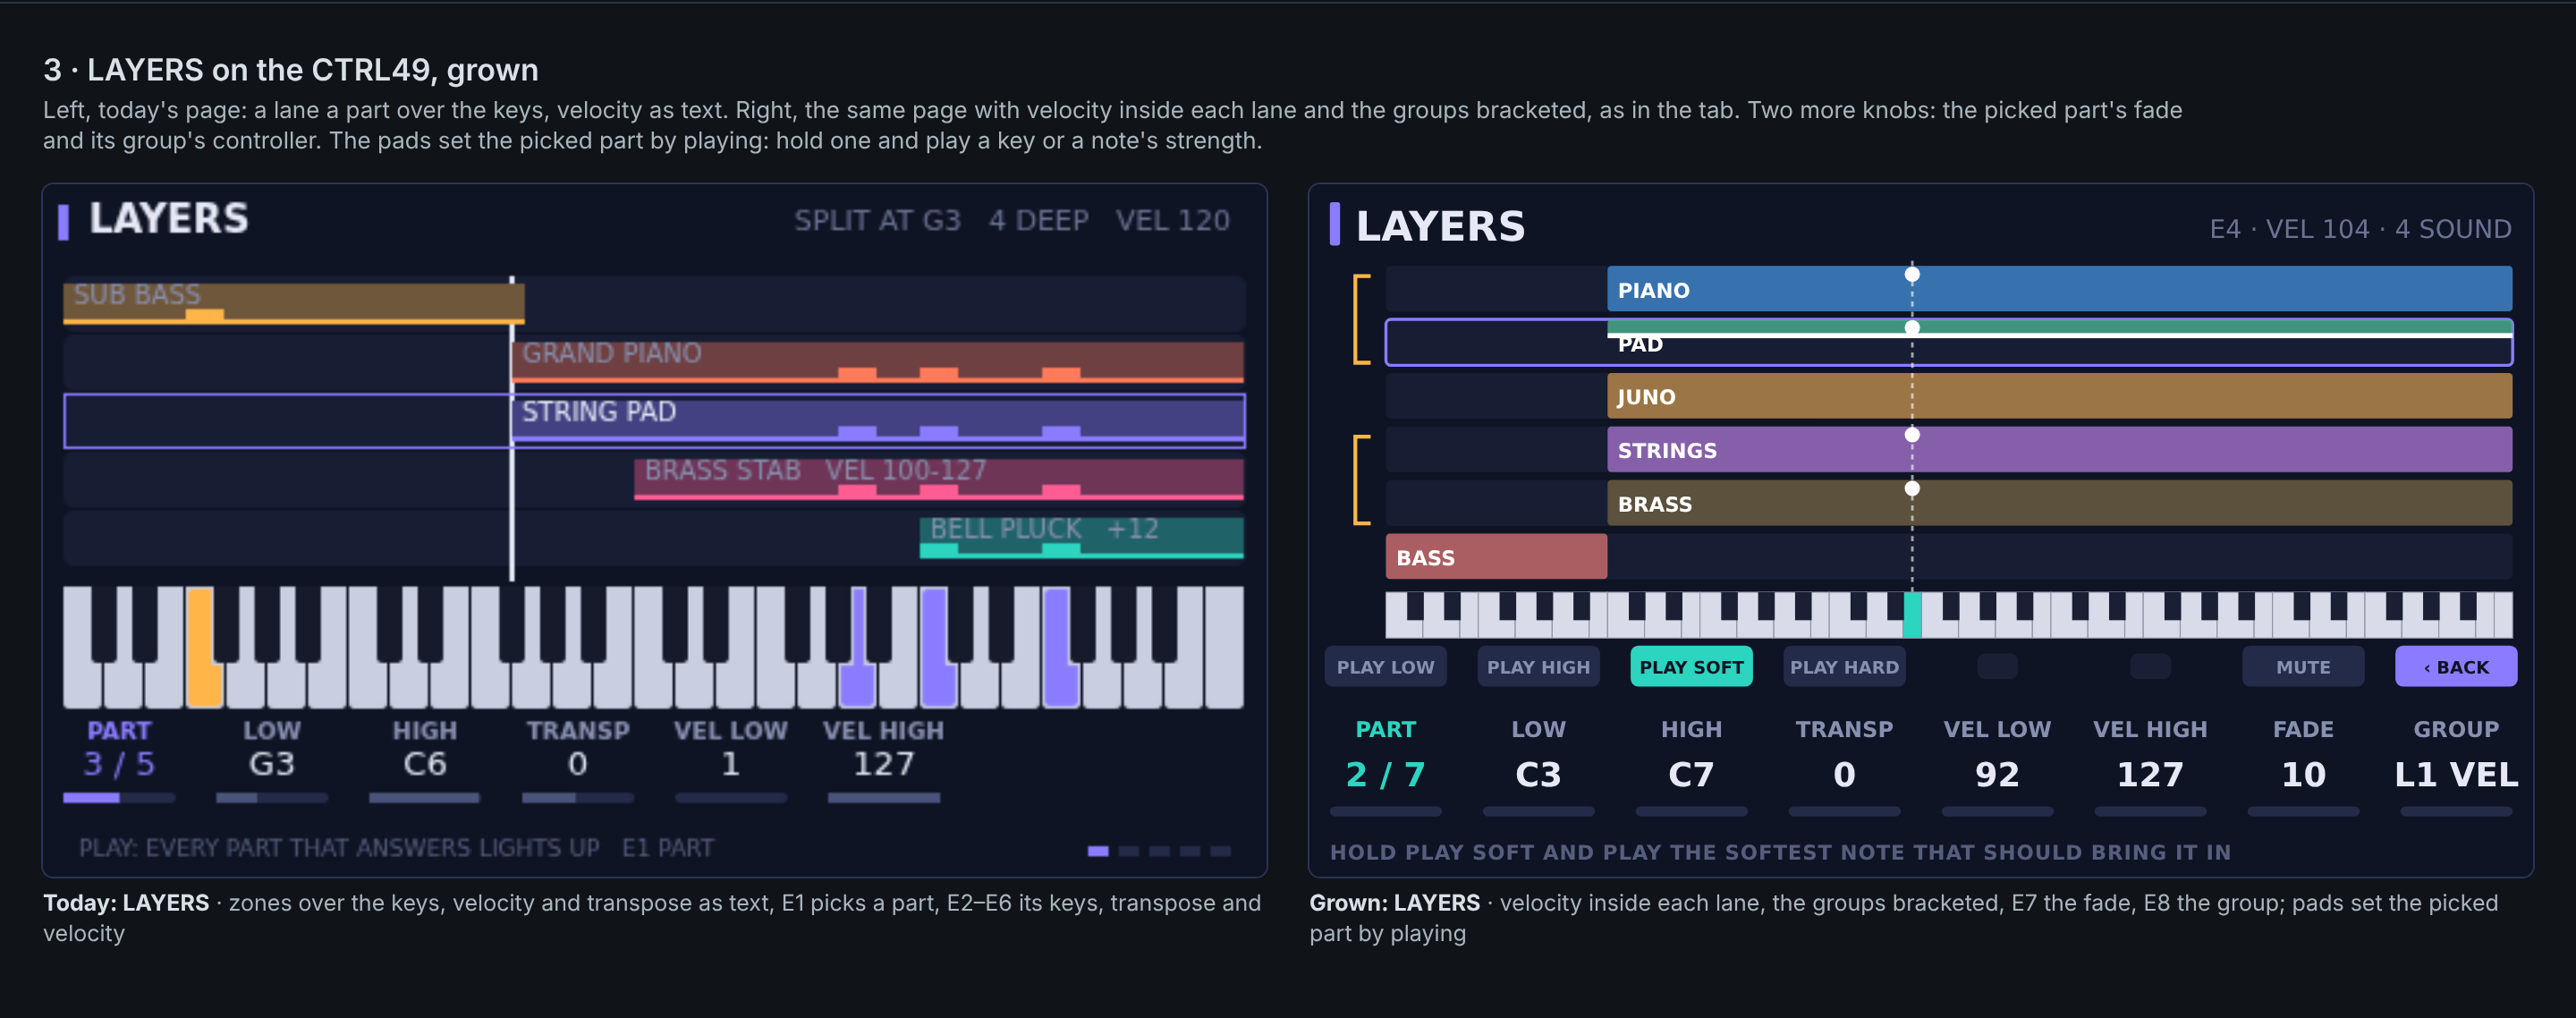 3 · LAYERS on the CTRL49, grown
Left, today's page: a lane a part over the keys, velocity as text. Right, the same page with velocity inside each lane and the groups bracketed, as in the tab. Two more knobs: the picked part's fade
and its group's controller. The pads set the picked part by playing: hold one and play a key or a note's strength.
LAYERS
SPLIT AT G3 4 DEEP VEL 120
SUB BASS
GRAND PIANO
STRING PAD
BRASS STAB VEL 100-127
BELL PLUCK +12
PART LOW HIGH TRANSP VEL LOW VEL HIGH
3 / 5 G3 C6 0 1 127
PLAY: EVERY PART THAT ANSWERS LIGHTS UP E1 PART
Today: LAYERS · zones over the keys, velocity and transpose as text, E1 picks a part, E2–E6 its keys, transpose and
velocity
LAYERS
E4 · VEL 104 · 4 SOUND
PIANO
PAD
JUNO
STRINGS
BRASS
BASS
PLAY LOW PLAY HIGH PLAY SOFT PLAY HARD MUTE ‹ BACK
PART LOW HIGH TRANSP VEL LOW VEL HIGH FADE GROUP
2 / 7 C3 C7 0 92 127 10 L1 VEL
HOLD PLAY SOFT AND PLAY THE SOFTEST NOTE THAT SHOULD BRING IT IN
Grown: LAYERS · velocity inside each lane, the groups bracketed, E7 the fade, E8 the group; pads set the picked
part by playing